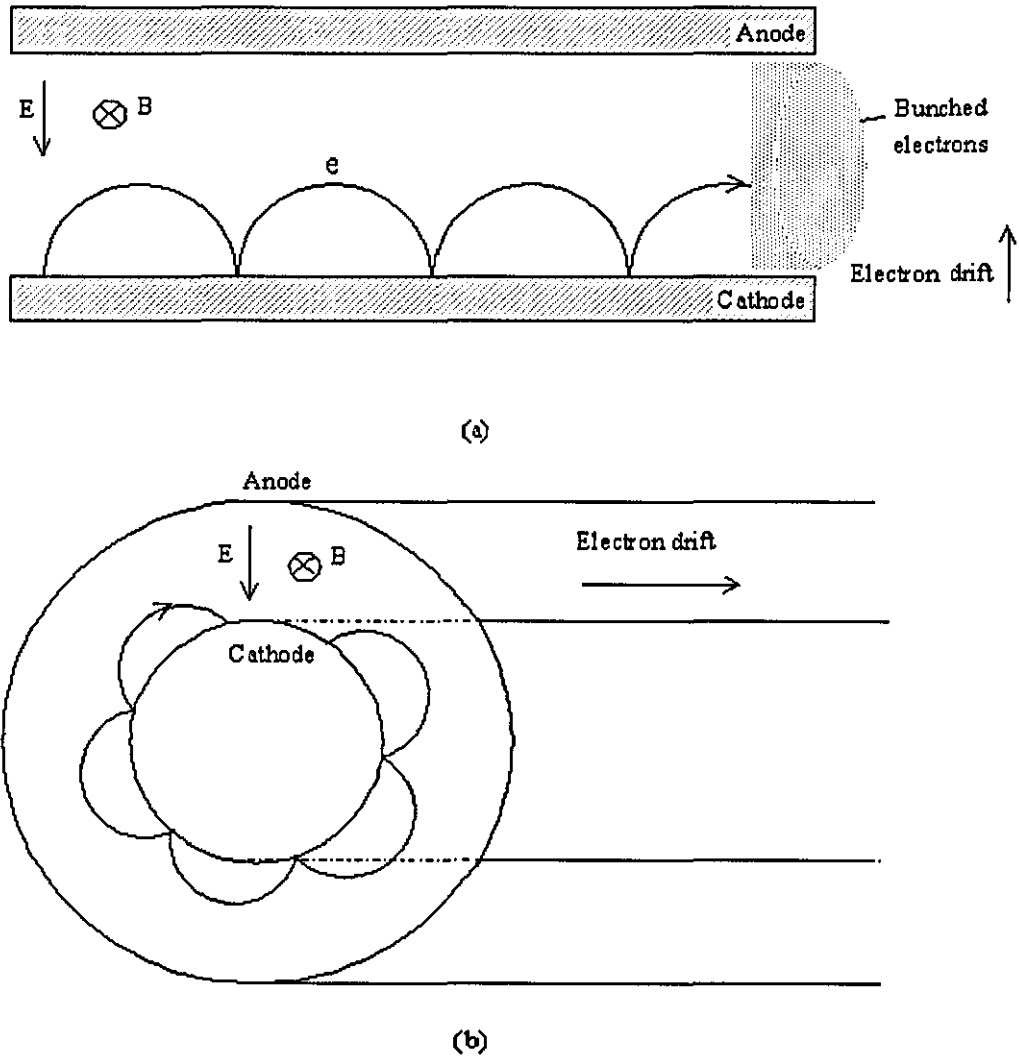 Anode
E
B
e
Bunched
electrons
Electron drift
Cathode
(a)
Anode
E
B
Electron drift
Cathode
(b)